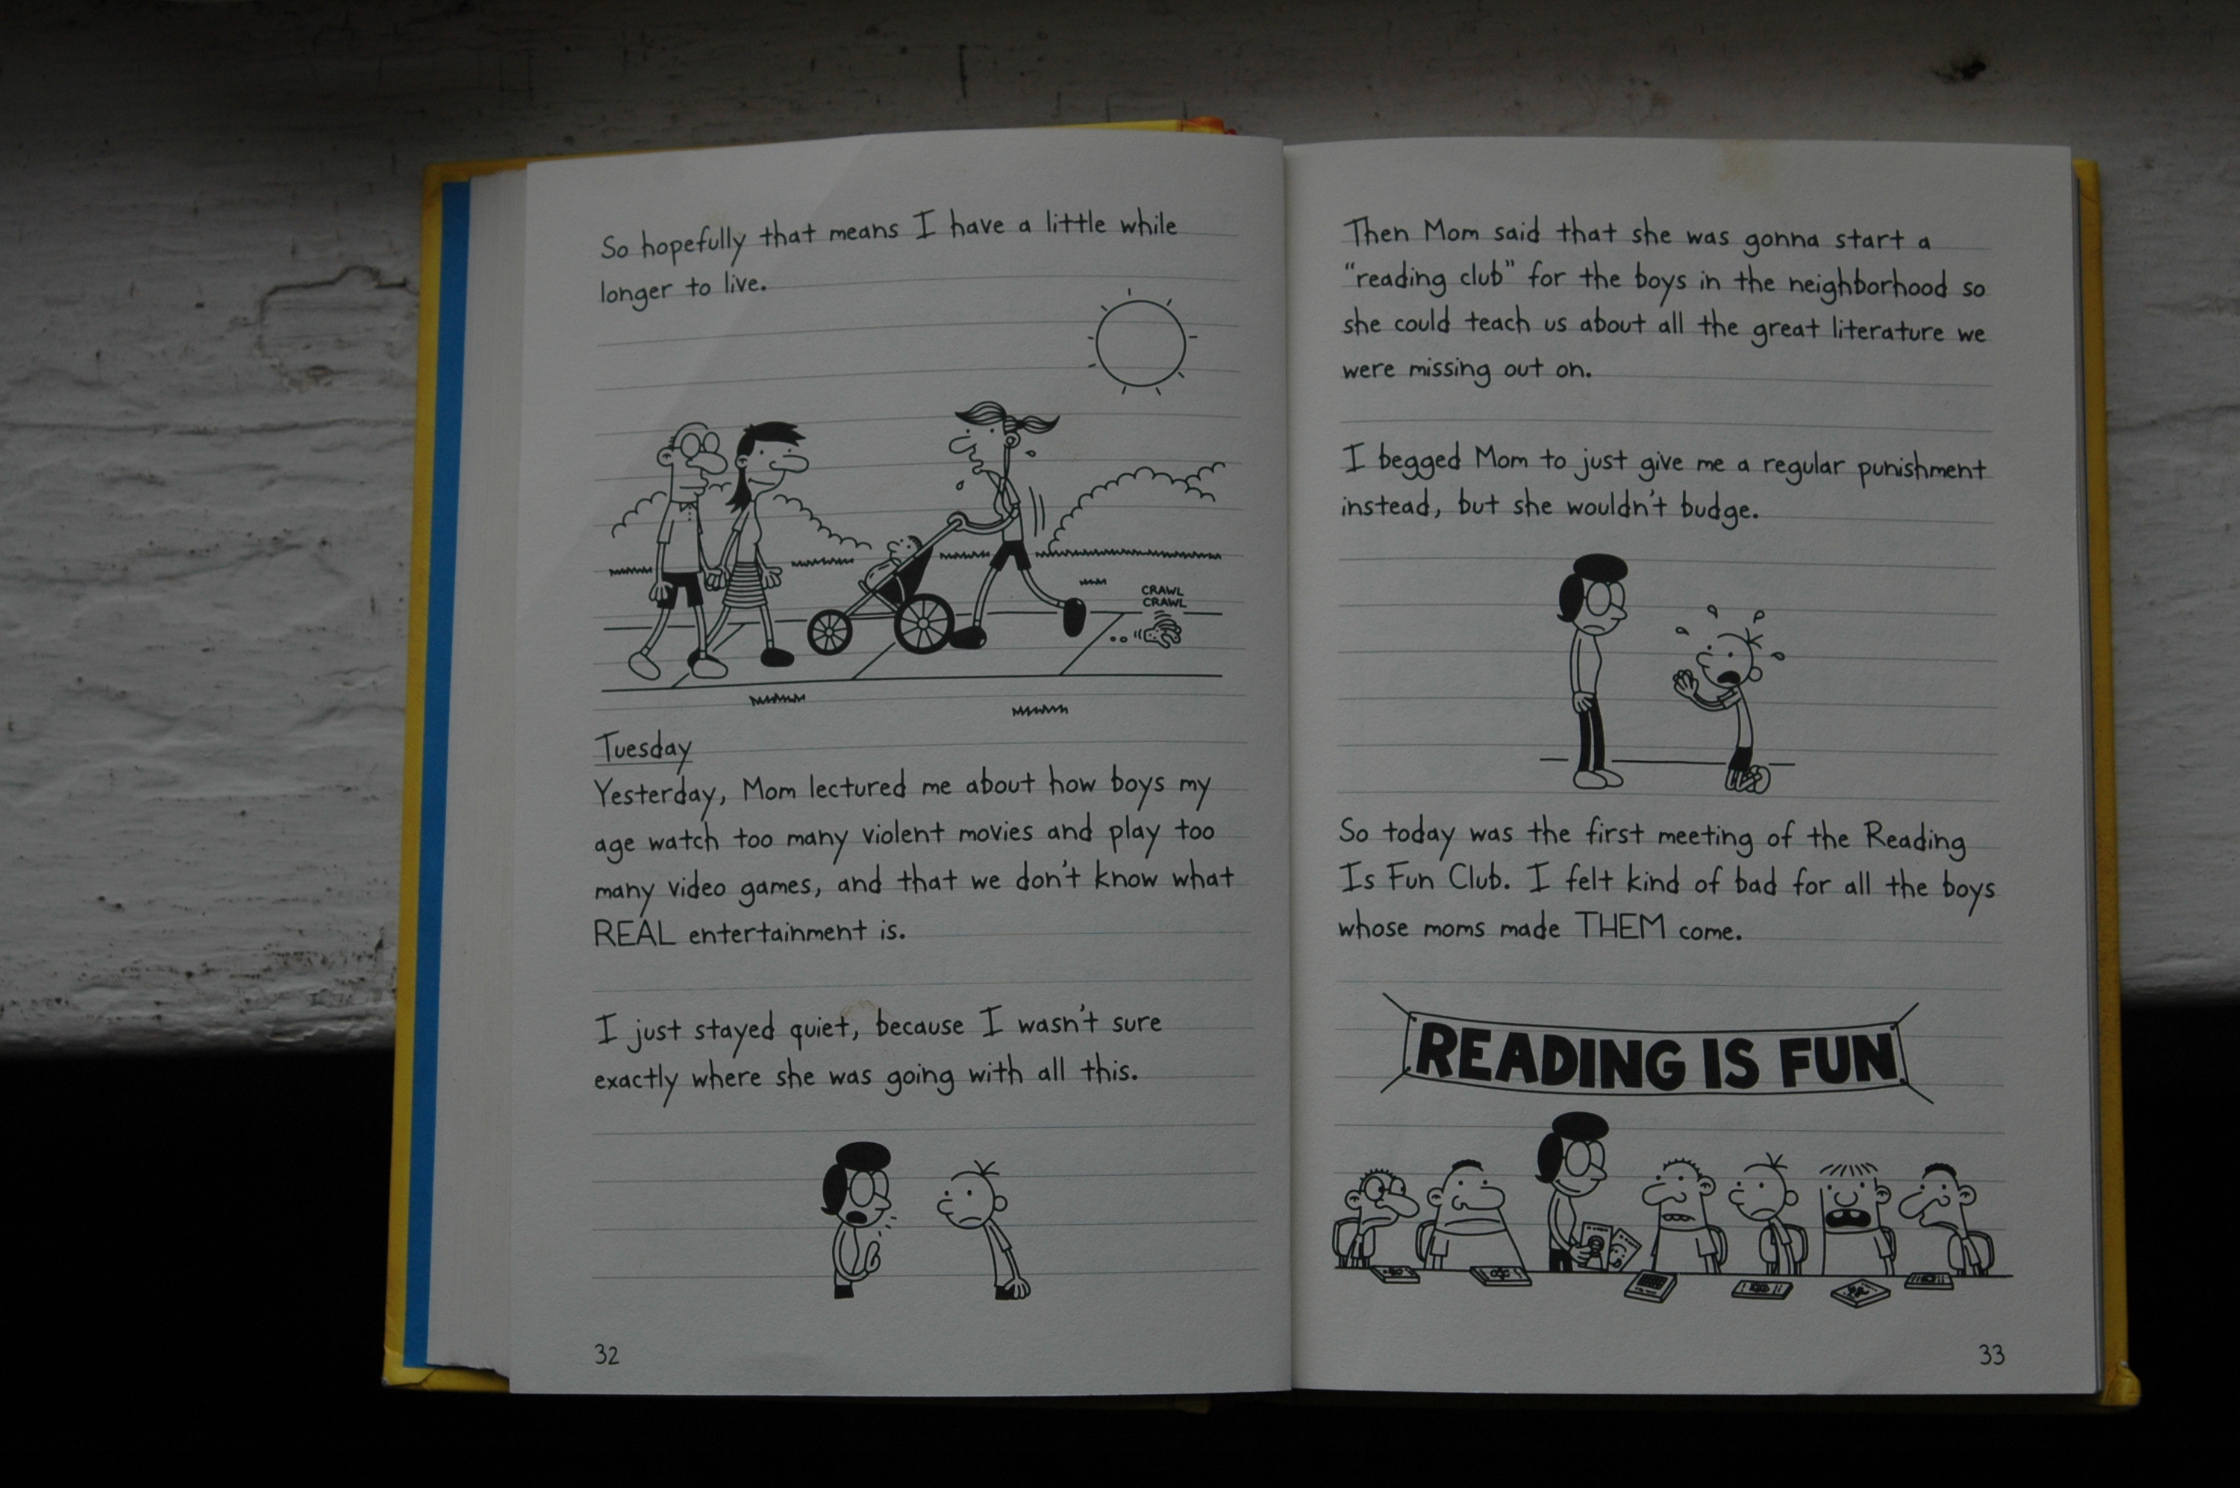 So hopefully that means I have a little while
longer to live.
CRAWL
CRAWL
Tuesday
Yesterday, Mom lectured me about how boys my
age watch too many violent movies and play too
many video games, and that we don't know what
REAL entertainment is.
I just stayed quiet, because I wasn't sure
exactly where she was going with all this.
32
Then Mom said that she was gonna start a
"reading club" for the boys in the neighborhood so
she could teach us about all the great literature we
were missing out on.
I begged Mom to just give me a regular punishment
instead, but she wouldn't budge.
So today was the first meeting of the Reading
Is Fun Club. I felt kind of bad for all the boys
whose moms made THEM come.
READING IS FUN
33